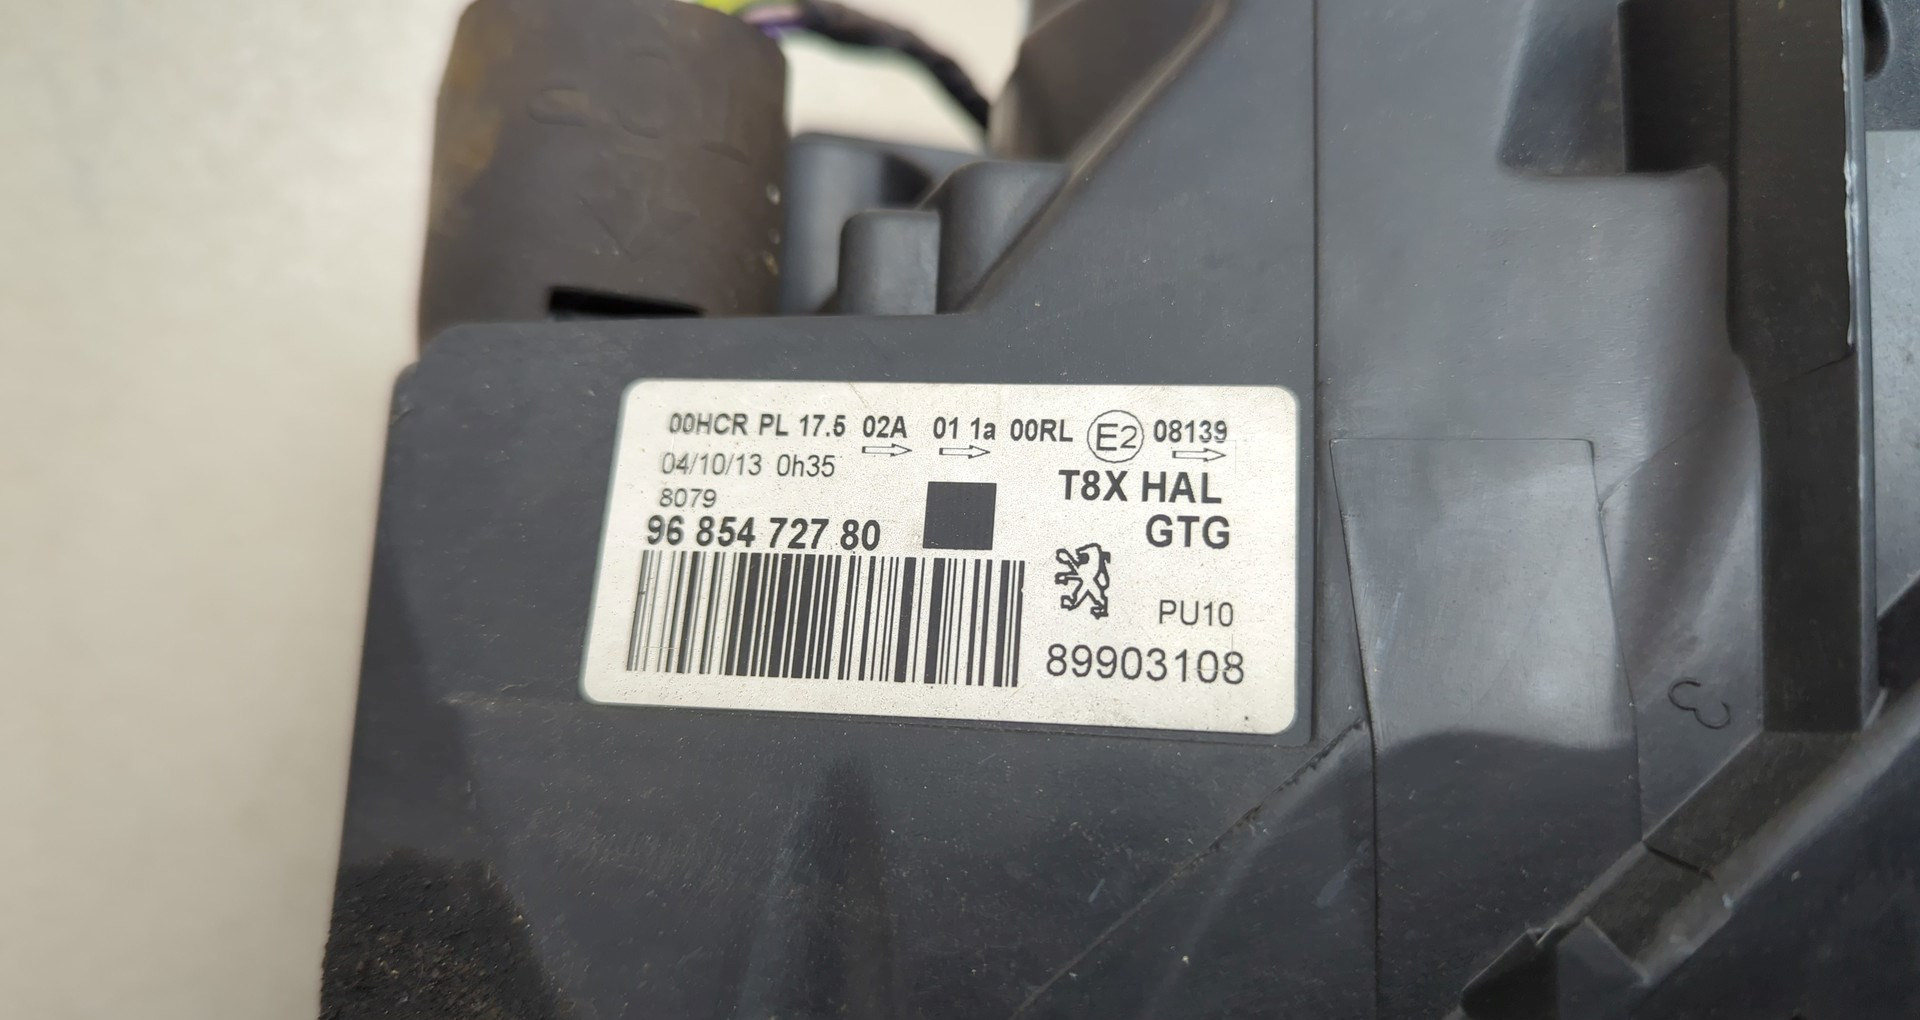 00HCR PL 17.5 02A 01 1a 00RL E2 08139
04/10/13 0h35
8079
T8X HAL
96 854 727 80
GTG
PU10
89903108